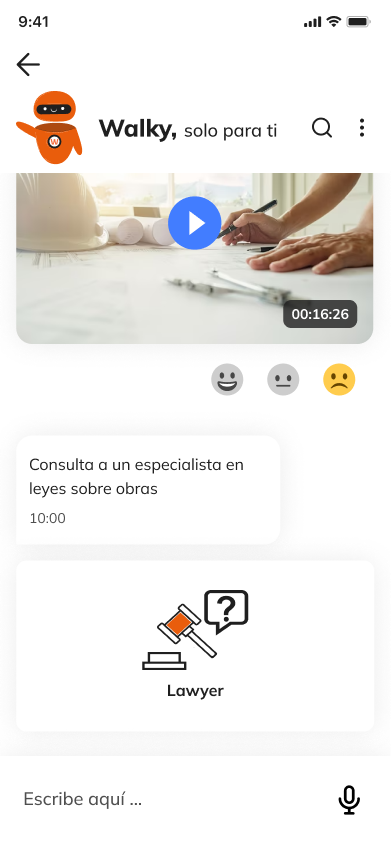 9:41
Walky, solo para ti
00:16:26
Consulta a un especialista en
leyes sobre obras
10:00
?
Lawyer
Escribe aquí ...